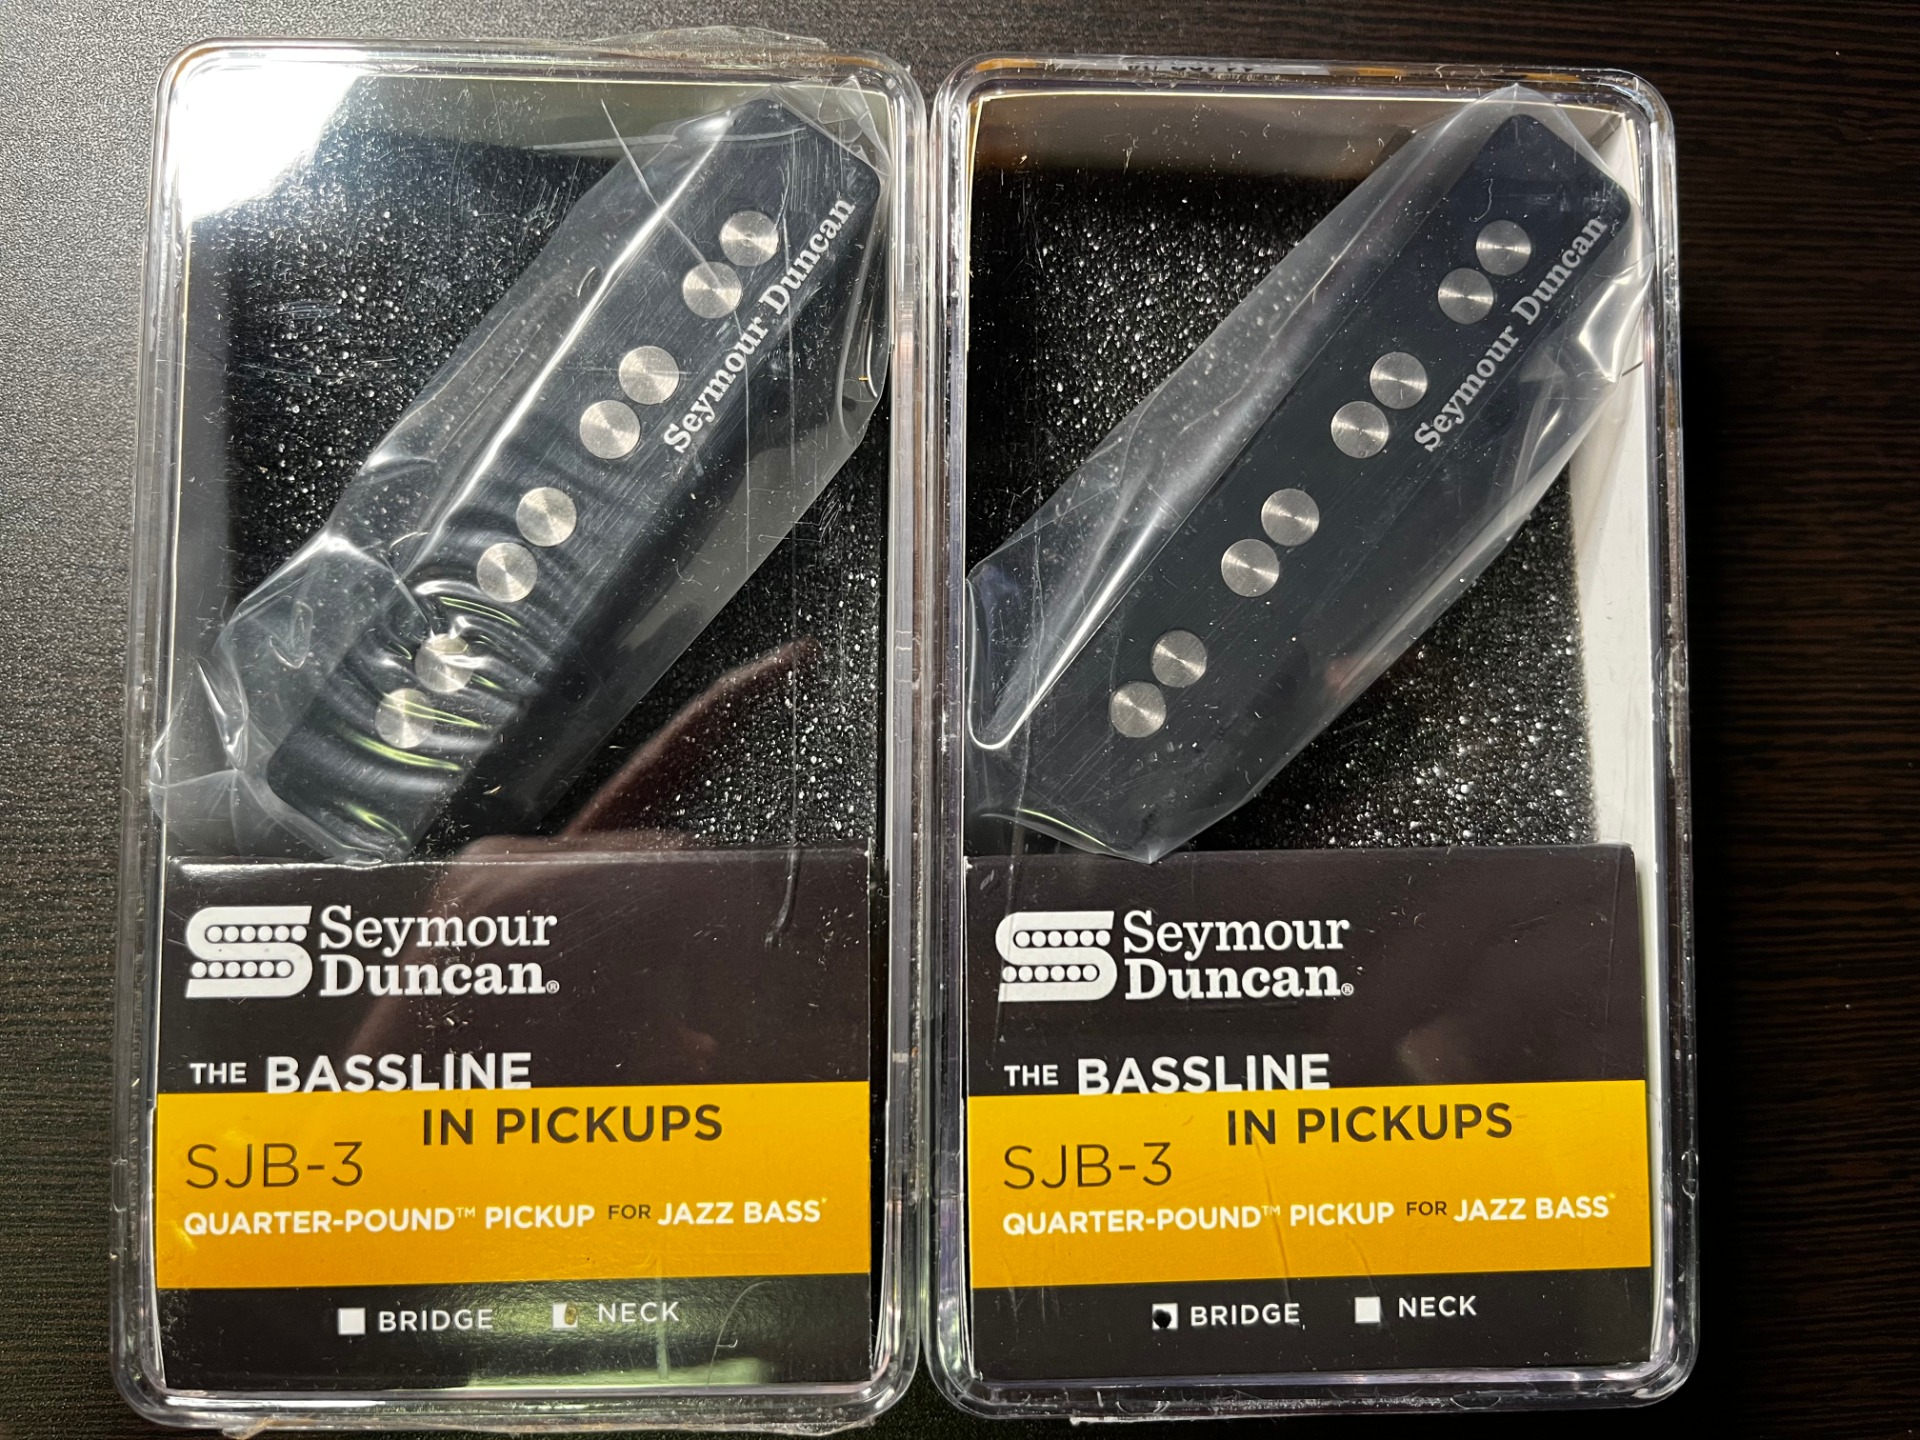 Seymour Duncan
Seymour
Duncan®
THE BASSLINE
IN PICKUPS
SJB-3
QUARTER-POUND™ PICKUP FOR JAZZ BASS®
BRIDGE NECK
Seymour Duncan
Seymour
Duncan®
THE BASSLINE
IN PICKUPS
SJB-3
QUARTER-POUND™ PICKUP FOR JAZZ BASS®
BRIDGE NECK